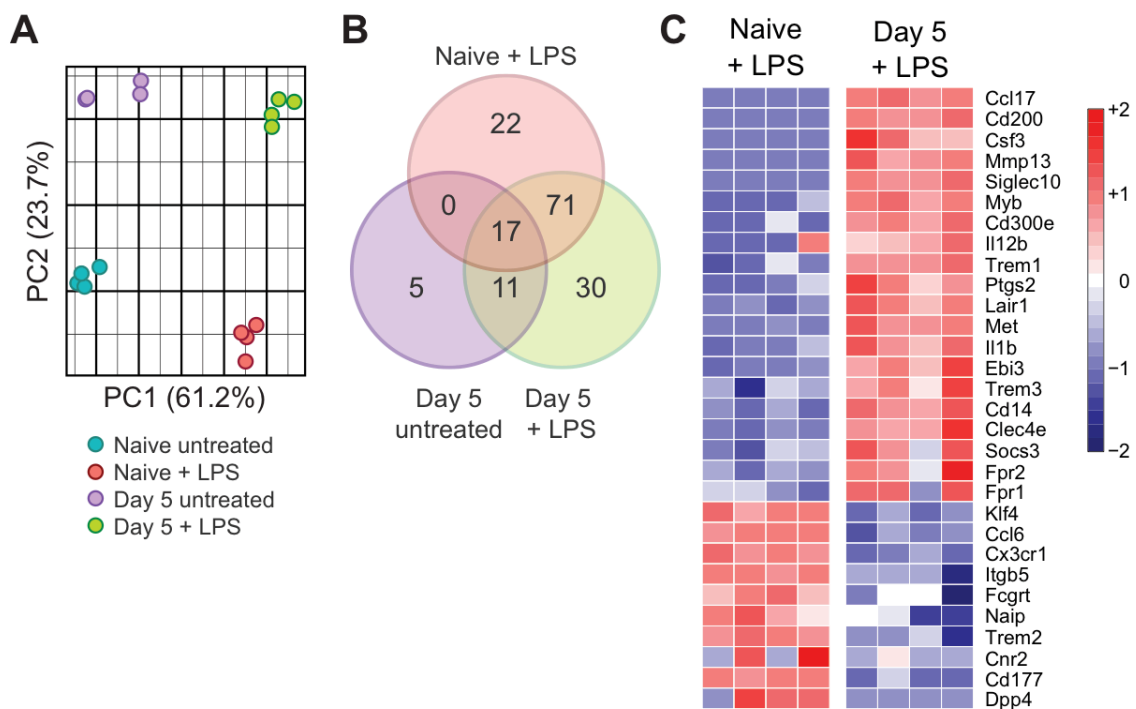 A
PC2 (23.7%)
PC1 (61.2%)
Naive untreated
Naive + LPS
Day 5 untreated
Day 5 + LPS
B
Naive + LPS
22
0
71
17
5
11
30
Day 5
untreated
Day 5
+ LPS
C
Naive
+ LPS
Day 5
+ LPS
Ccl17
Cd200
Csf3
Mmp13
Siglec10
Myb
Cd300e
Il12b
Trem1
Ptgs2
Lair1
Met
Il1b
Ebi3
Trem3
Cd14
Clec4e
Socs3
Fpr2
Fpr1
Klf4
Ccl6
Cx3cr1
Itgb5
Fcgrt
Naip
Trem2
Cnr2
Cd177
Dpp4
+2
+1
0
−1
−2